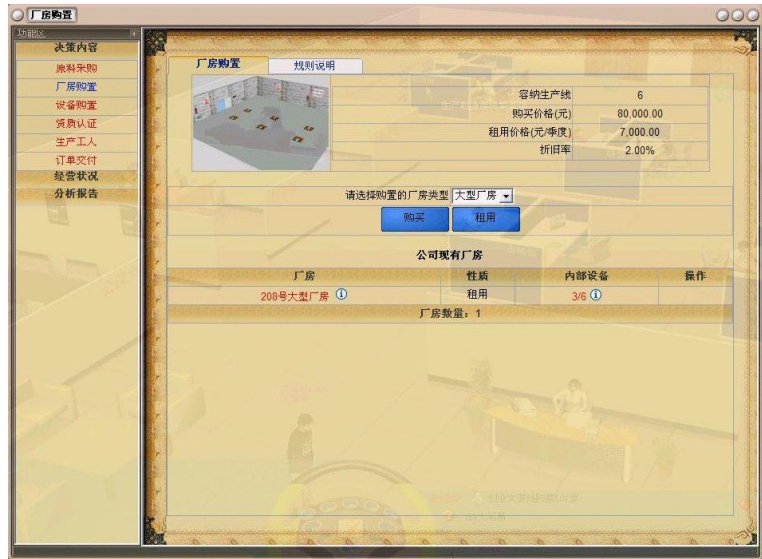 厂房购置
功能区
决策内容
原料采购
厂房购置
设备购置
资质认证
生产工人
订单交付
经营状况
分析报告
厂房购置 规则说明
容纳生产线 6
购买价格(元) 80,000.00
租用价格(元/季度) 7,000.00
折旧率 2.00%
请选择购置的厂房类型 大型厂房
购买 租用
公司现有厂房
厂房 性质 内部设备 操作
208号大型厂房 租用 3/6
厂房数量：1